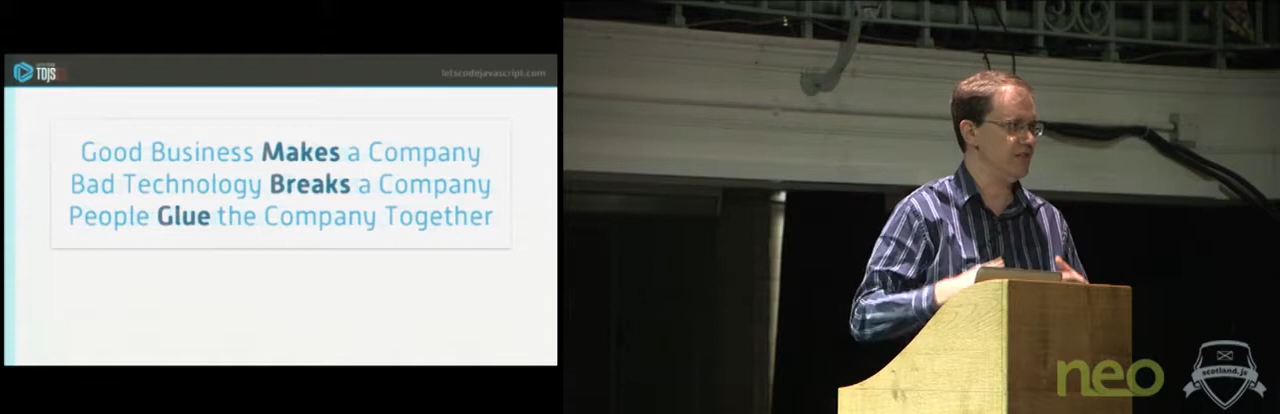 TDJS
letscodejavascript.com
Good Business Makes a Company
Bad Technology Breaks a Company
People Glue the Company Together
neo
scotland.js